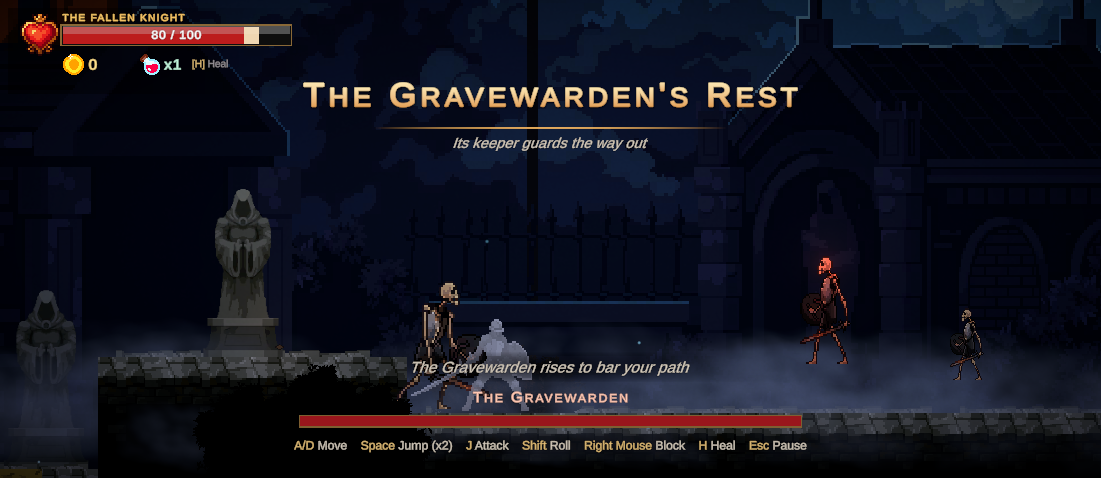 THE FALLEN KNIGHT
80 / 100
0 x1 [H] Heal
THE GRAVEWARDEN'S REST
Its keeper guards the way out
The Gravewarden rises to bar your path
THE GRAVEWARDEN
A/D Move Space Jump (x2) J Attack Shift Roll Right Mouse Block H Heal Esc Pause